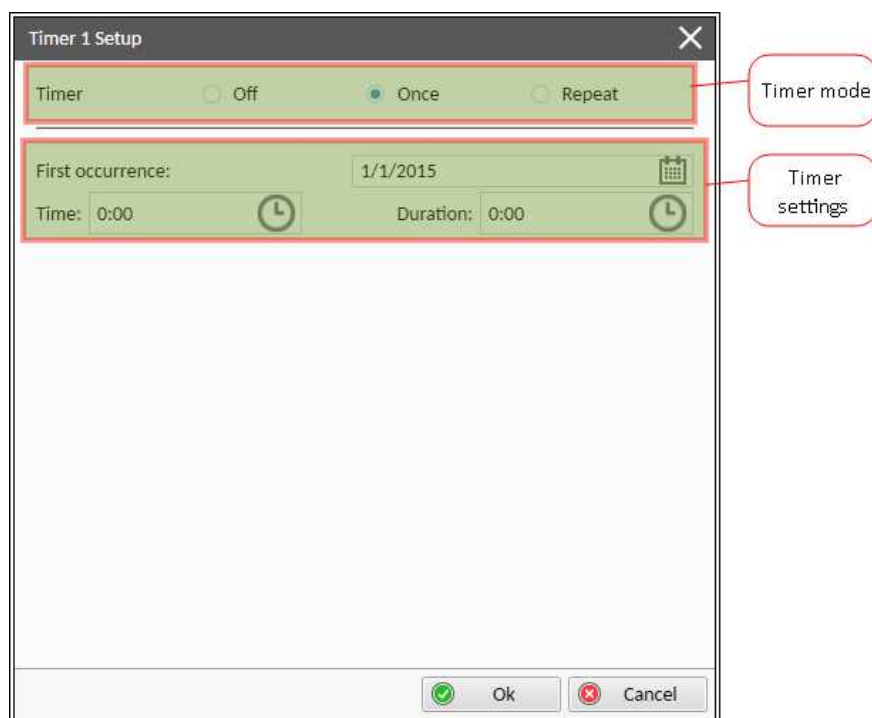 Timer 1 Setup
Timer Off Once Repeat
Timer mode
First occurrence: 1/1/2015
Time: 0:00 Duration: 0:00
Timer
settings
Ok Cancel